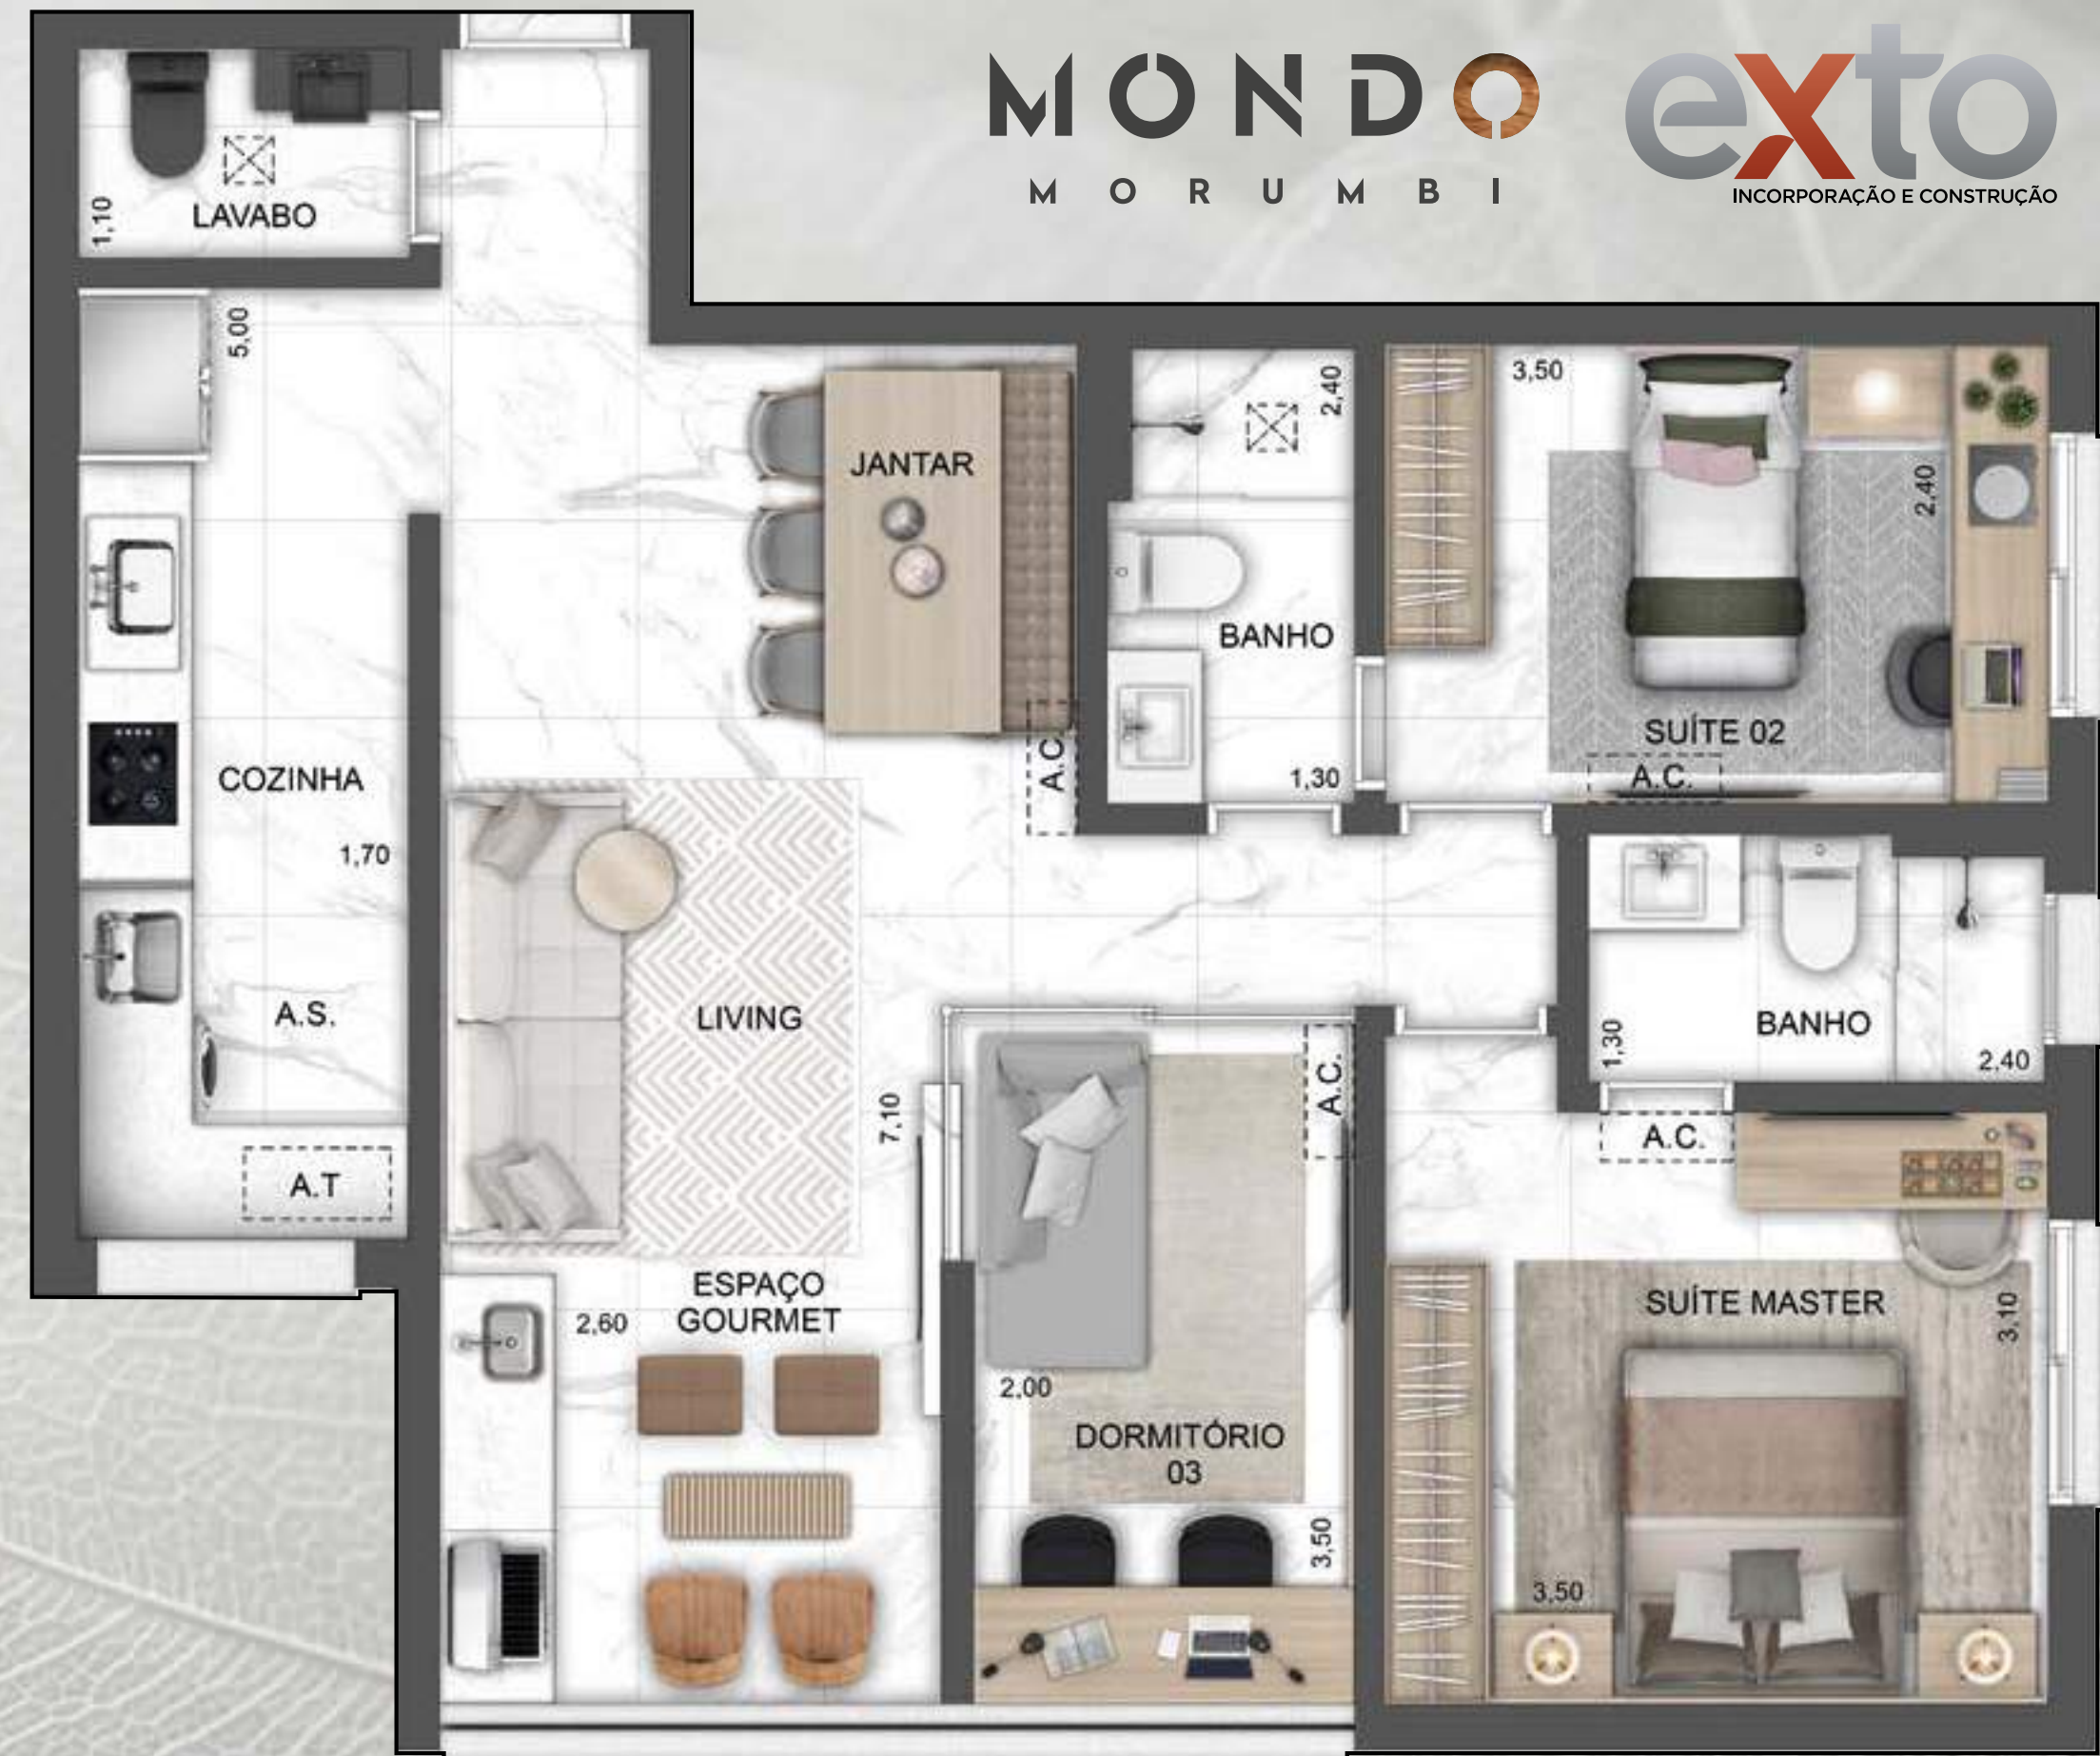 MONDO
MORUMBI
exto
INCORPORAÇÃO E CONSTRUÇÃO
1,10
LAVABO
5,00
JANTAR
2,40
3,50
2,40
BANHO
SUÍTE 02
A.C.
A.C.
1,30
COZINHA
1,70
A.S.
LIVING
A.C.
1,30
BANHO
2.40
7,10
A.C.
A.T
ESPAÇO
GOURMET
2,60
SUÍTE MASTER
3,10
2,00
DORMITÓRIO
03
3,50
3,50